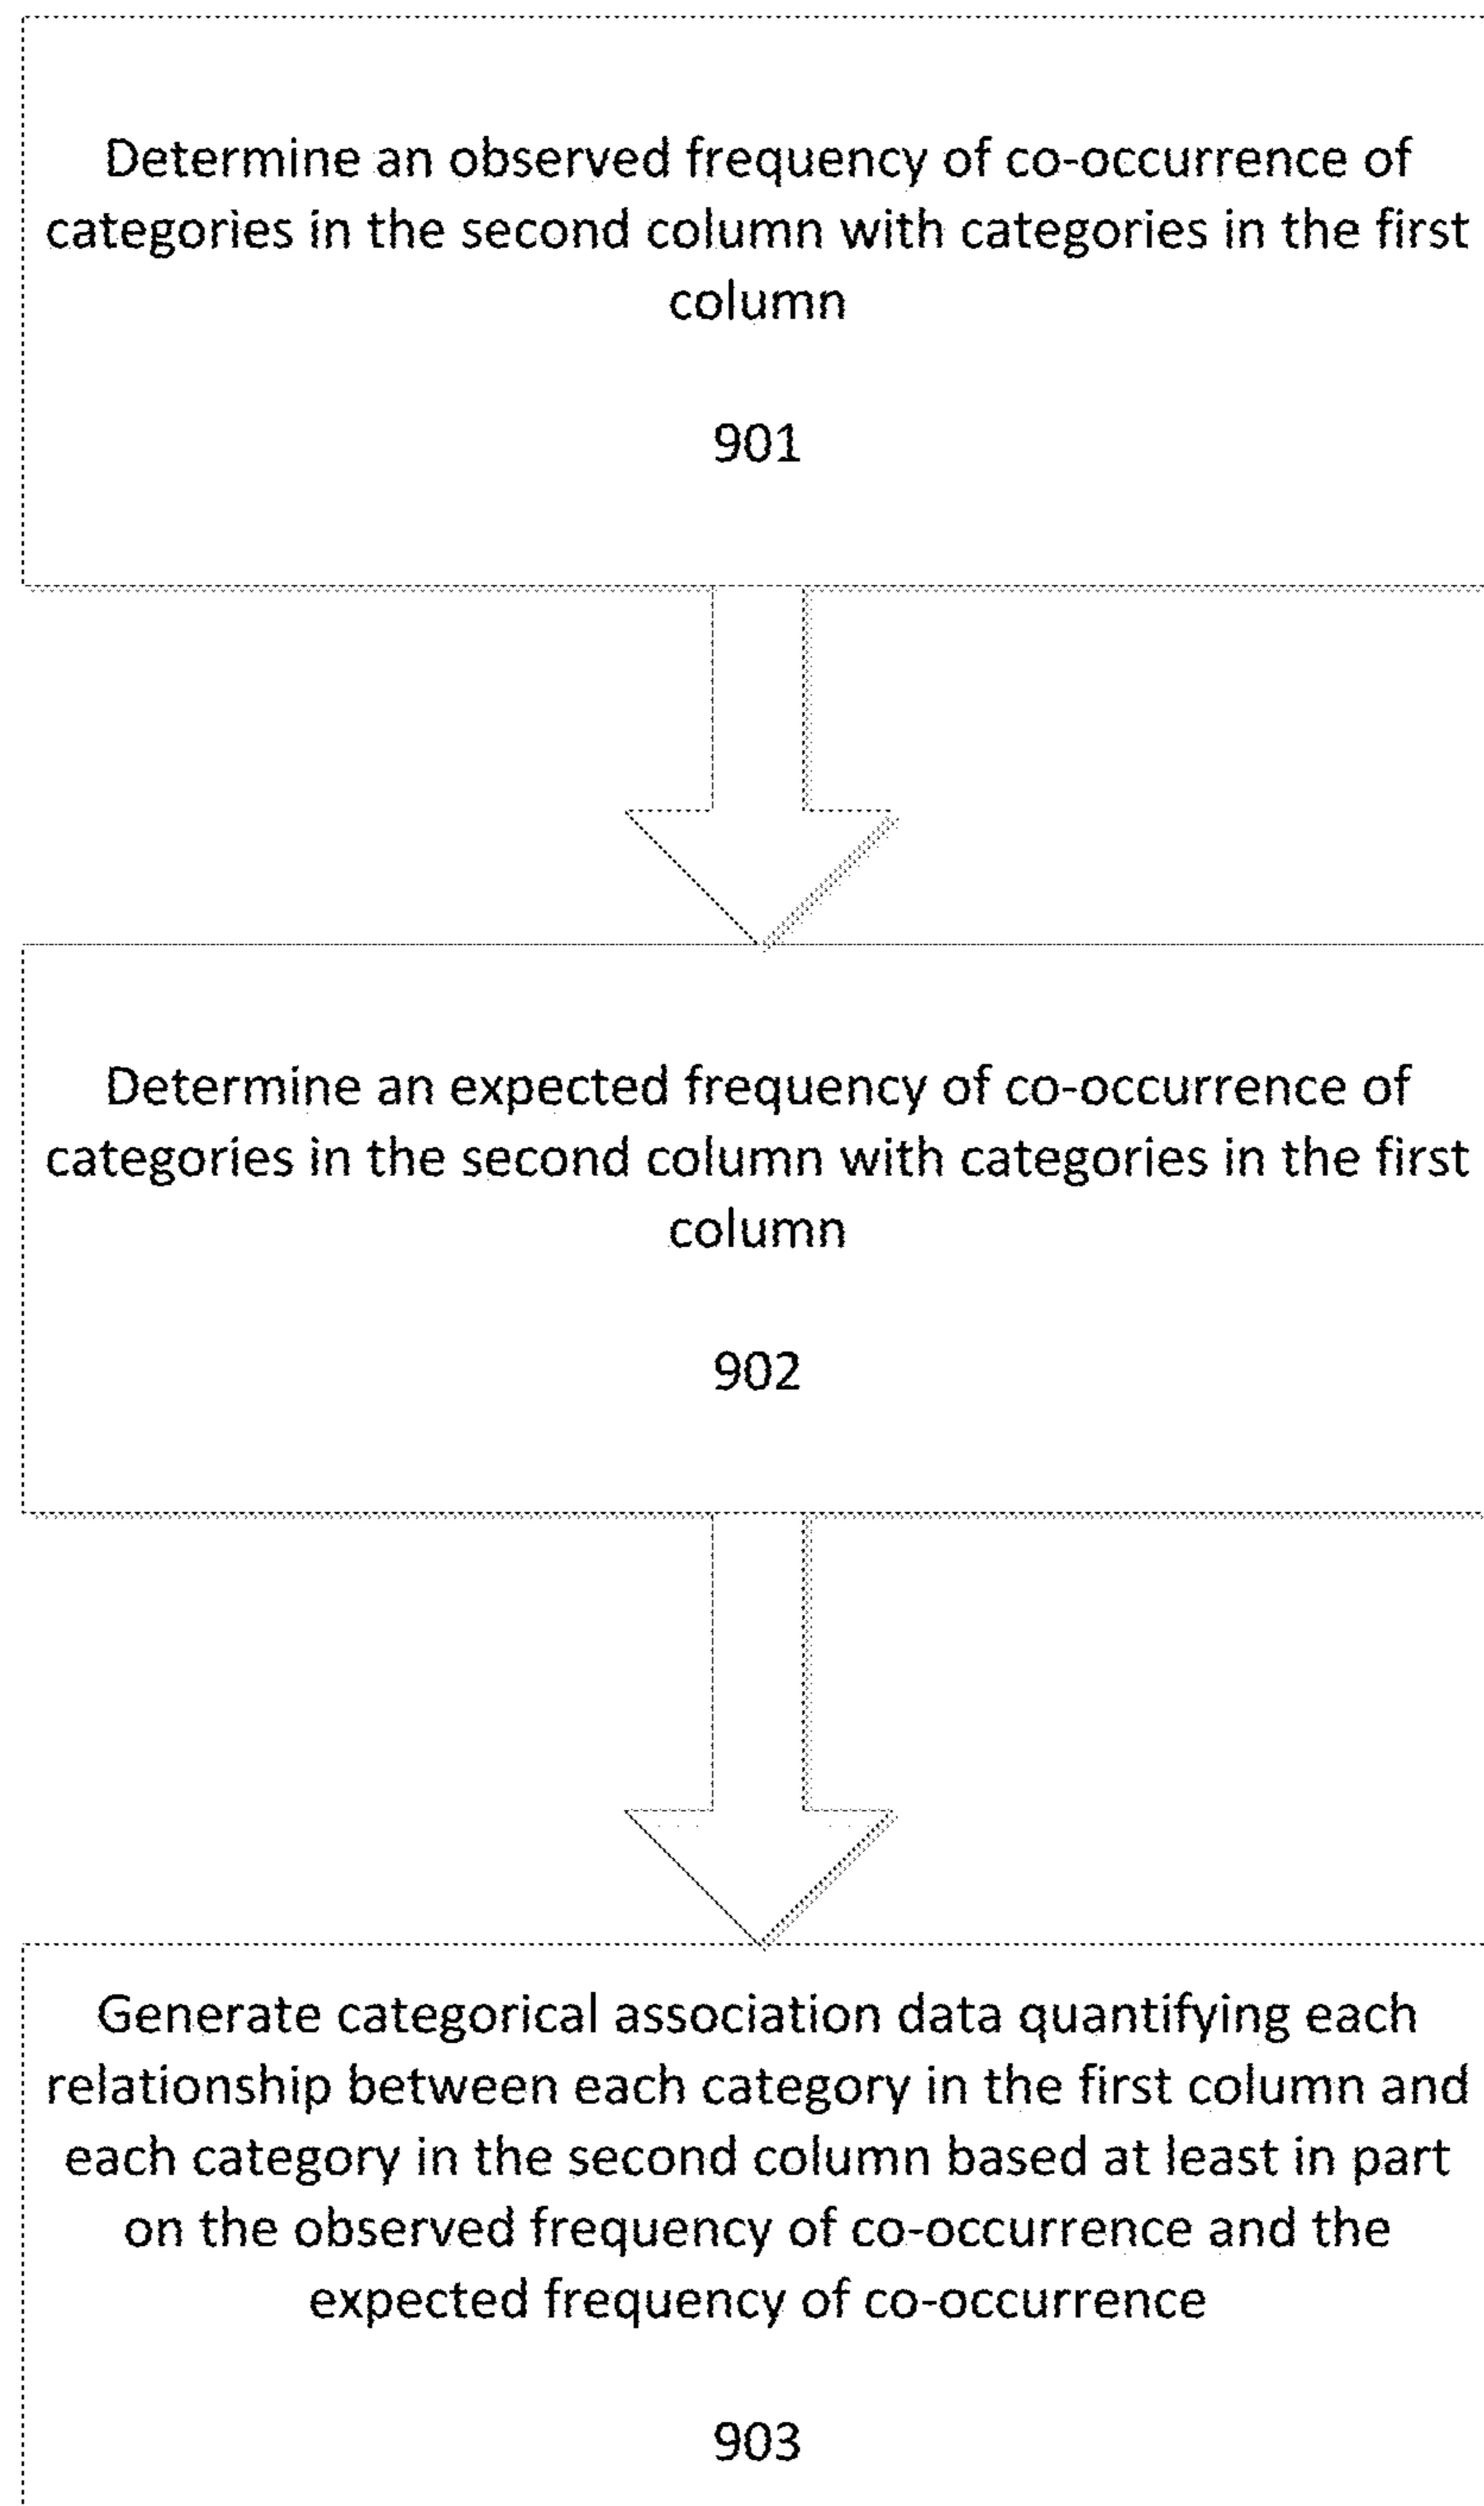 Determine an observed frequency of co-occurrence of
categories in the second column with categories in the first
column
901
Determine an expected frequency of co-occurrence of
categories in the second column with categories in the first
column
902
Generate categorical association data quantifying each
relationship between each category in the first column and
each category in the second column based at least in part
on the observed frequency of co-occurrence and the
expected frequency of co-occurrence
903